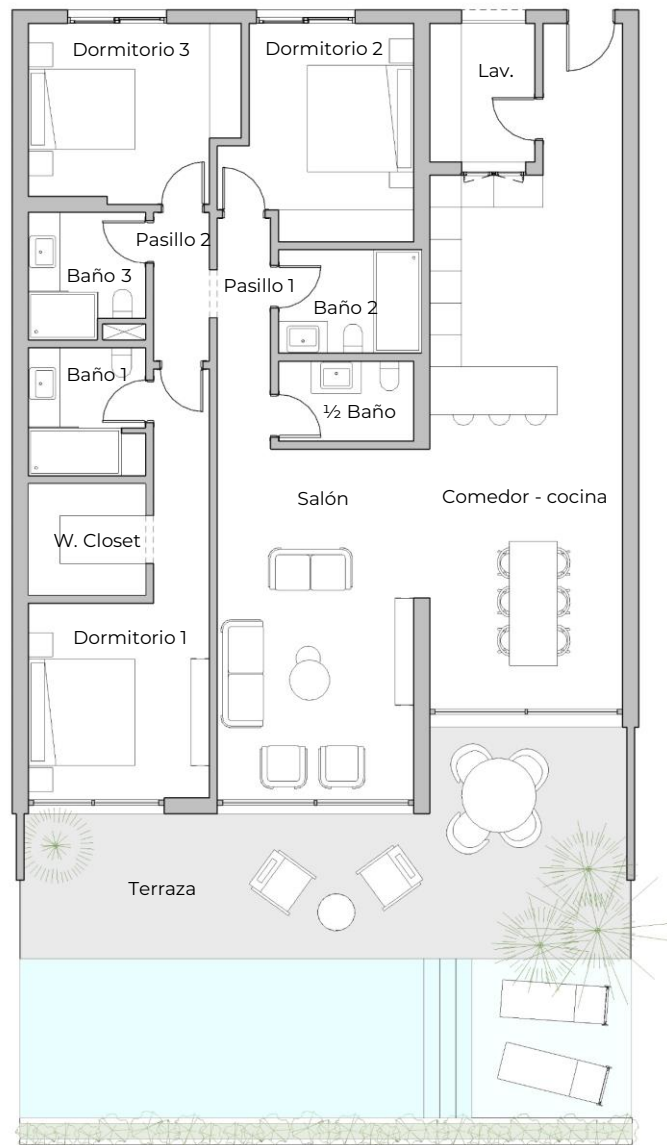 Dormitorio 3
Dormitorio 2
Lav.
Pasillo 2
Baño 3
Pasillo 1
Baño 2
Baño 1
½ Baño
Salón
Comedor - cocina
W. Closet
Dormitorio 1
Terraza